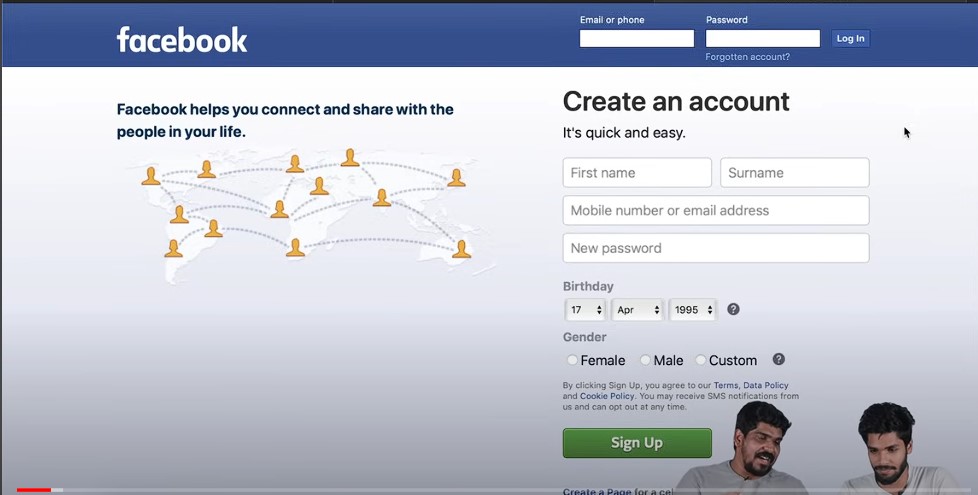 facebook
Email or phone
Password
Log In
Forgotten account?
Facebook helps you connect and share with the
people in your life.
Create an account
It's quick and easy.
First name
Surname
Mobile number or email address
New password
Birthday
17
Apr
1995
?
Gender
Female
Male
Custom
?
By clicking Sign Up, you agree to our Terms, Data Policy
and Cookie Policy. You may receive SMS notifications from
us and can opt out at any time.
Sign Up
Create a Page for a